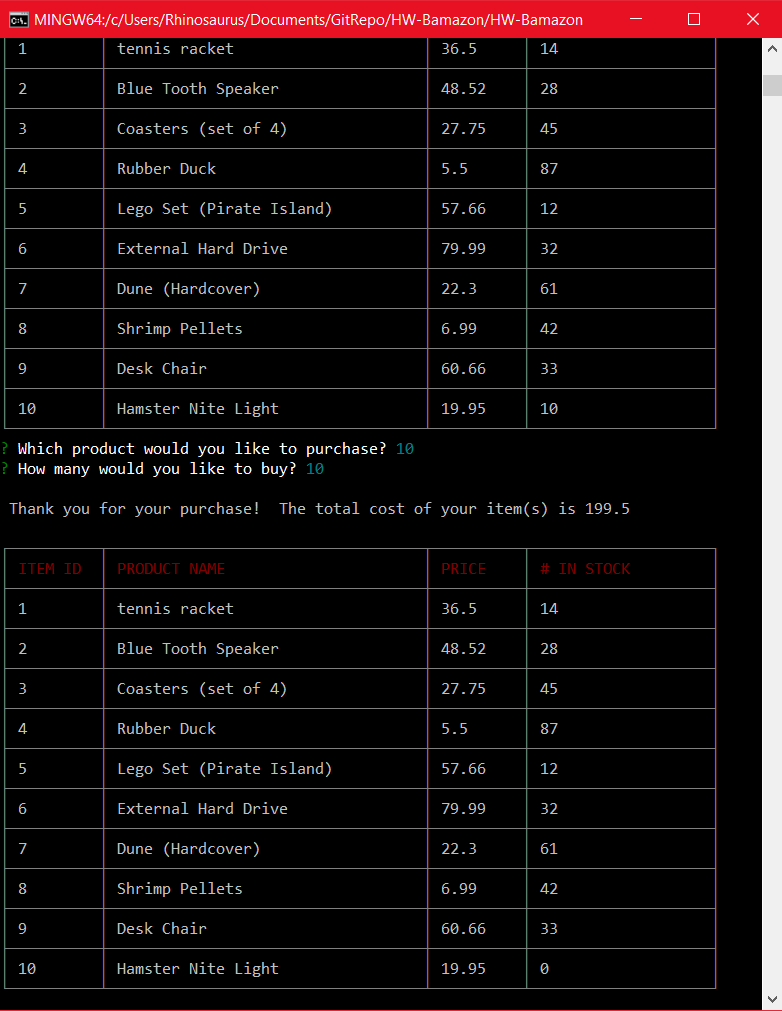 MINGW64:/c/Users/Rhinosaurus/Documents/GitRepo/HW-Bamazon/HW-Bamazon
1 tennis racket 36.5 14
2 Blue Tooth Speaker 48.52 28
3 Coasters (set of 4) 27.75 45
4 Rubber Duck 5.5 87
5 Lego Set (Pirate Island) 57.66 12
6 External Hard Drive 79.99 32
7 Dune (Hardcover) 22.3 61
8 Shrimp Pellets 6.99 42
9 Desk Chair 60.66 33
10 Hamster Nite Light 19.95 10
? Which product would you like to purchase? 10
? How many would you like to buy? 10
Thank you for your purchase!  The total cost of your item(s) is 199.5
ITEM ID PRODUCT NAME PRICE # IN STOCK
1 tennis racket 36.5 14
2 Blue Tooth Speaker 48.52 28
3 Coasters (set of 4) 27.75 45
4 Rubber Duck 5.5 87
5 Lego Set (Pirate Island) 57.66 12
6 External Hard Drive 79.99 32
7 Dune (Hardcover) 22.3 61
8 Shrimp Pellets 6.99 42
9 Desk Chair 60.66 33
10 Hamster Nite Light 19.95 0